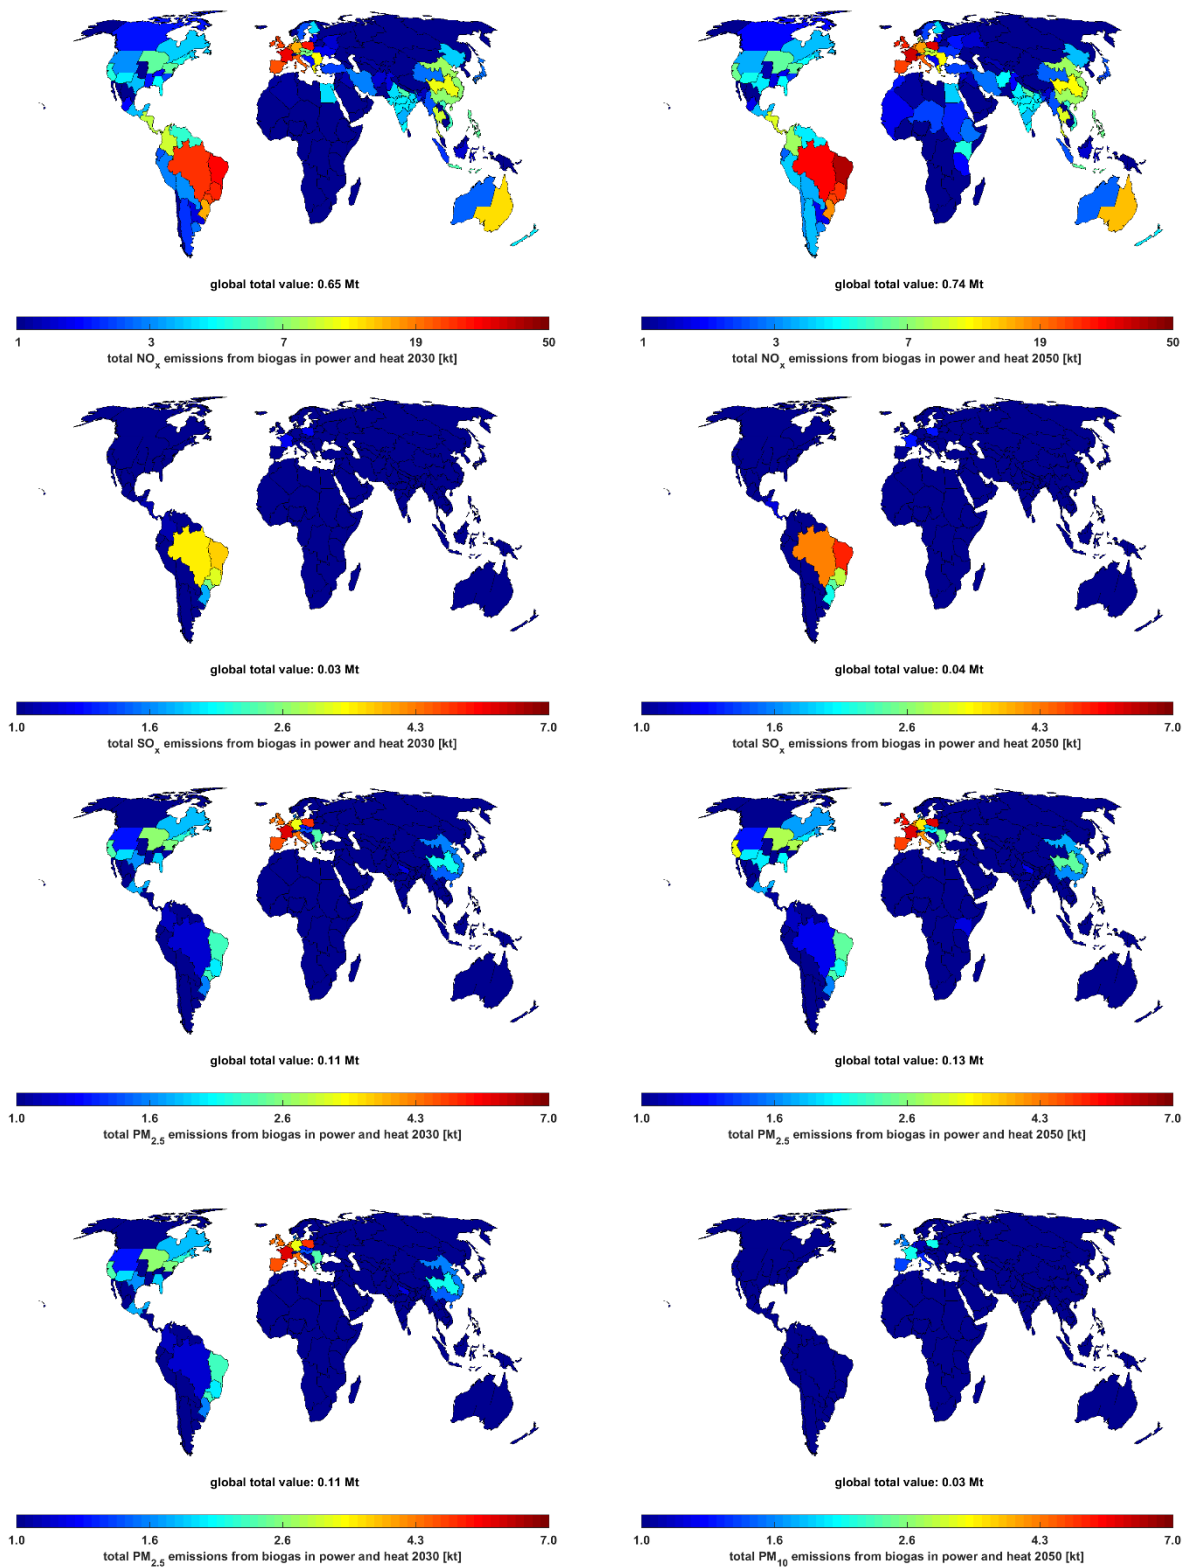 global total value: 0.65 Mt
global total value: 0.74 Mt
1 3 7 19 50
1 3 7 19 50
total NOx emissions from biogas in power and heat 2030 [kt]
total NOx emissions from biogas in power and heat 2050 [kt]
global total value: 0.03 Mt
global total value: 0.04 Mt
1.0 1.6 2.6 4.3 7.0
1.0 1.6 2.6 4.3 7.0
total SOx emissions from biogas in power and heat 2030 [kt]
total SOx emissions from biogas in power and heat 2050 [kt]
global total value: 0.11 Mt
global total value: 0.13 Mt
1.0 1.6 2.6 4.3 7.0
1.0 1.6 2.6 4.3 7.0
total PM2.5 emissions from biogas in power and heat 2030 [kt]
total PM2.5 emissions from biogas in power and heat 2050 [kt]
global total value: 0.11 Mt
global total value: 0.03 Mt
1.0 1.6 2.6 4.3 7.0
1.0 1.6 2.6 4.3 7.0
total PM2.5 emissions from biogas in power and heat 2030 [kt]
total PM10 emissions from biogas in power and heat 2050 [kt]